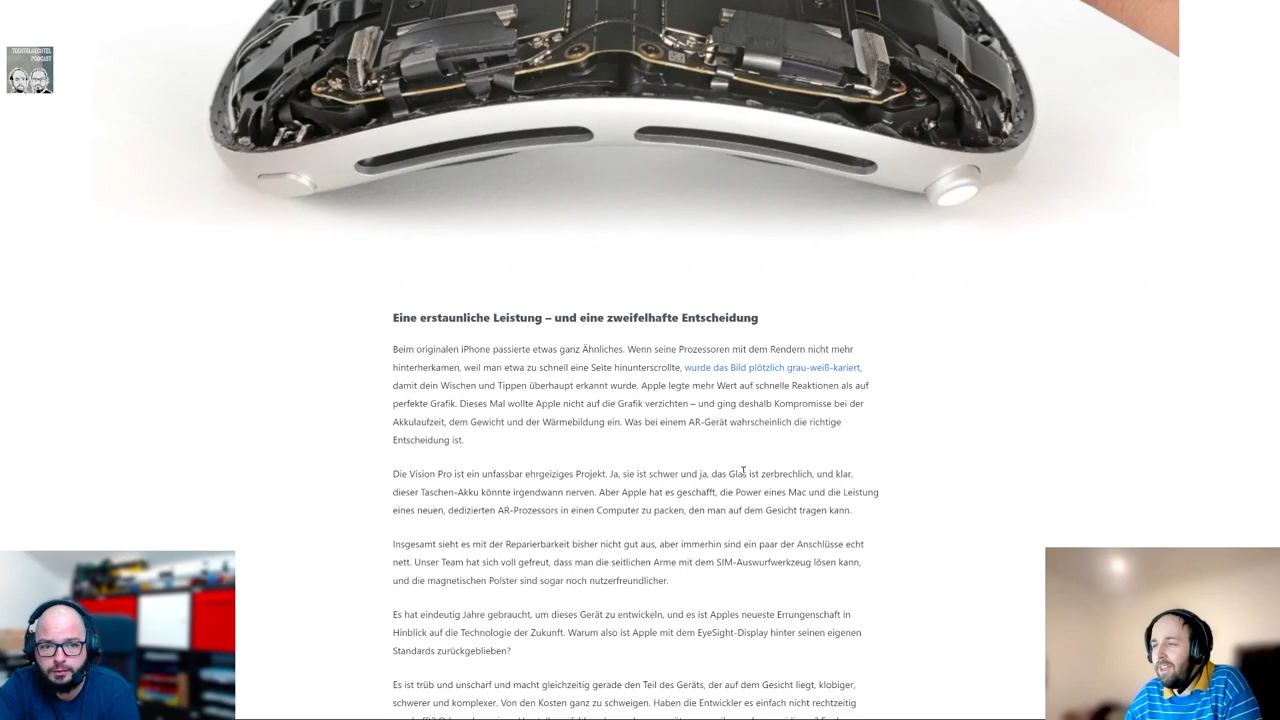 TECHTELMECHTEL
PODCAST
Eine erstaunliche Leistung – und eine zweifelhafte Entscheidung
Beim originalen iPhone passierte etwas ganz Ähnliches. Wenn seine Prozessoren mit dem Rendern nicht mehr
hinterherkamen, weil man etwa zu schnell eine Seite hinunterscrollte, wurde das Bild plötzlich grau-weiß-kariert,
damit dein Wischen und Tippen überhaupt erkannt wurde. Apple legte mehr Wert auf schnelle Reaktionen als auf
perfekte Grafik. Dieses Mal wollte Apple nicht auf die Grafik verzichten – und ging deshalb Kompromisse bei der
Akkulaufzeit, dem Gewicht und der Wärmebildung ein. Was bei einem AR-Gerät wahrscheinlich die richtige
Entscheidung ist.
Die Vision Pro ist ein unfassbar ehrgeiziges Projekt. Ja, sie ist schwer und ja, das Glas ist zerbrechlich, und klar,
dieser Taschen-Akku könnte irgendwann nerven. Aber Apple hat es geschafft, die Power eines Mac und die Leistung
eines neuen, dedizierten AR-Prozessors in einen Computer zu packen, den man auf dem Gesicht tragen kann.
Insgesamt sieht es mit der Reparierbarkeit bisher nicht gut aus, aber immerhin sind ein paar der Anschlüsse echt
nett. Unser Team hat sich voll gefreut, dass man die seitlichen Arme mit dem SIM-Auswurfwerkzeug lösen kann,
und die magnetischen Polster sind sogar noch nutzerfreundlicher.
Es hat eindeutig Jahre gebraucht, um dieses Gerät zu entwickeln, und es ist Apples neueste Errungenschaft in
Hinblick auf die Technologie der Zukunft. Warum also ist Apple mit dem EyeSight-Display hinter seinen eigenen
Standards zurückgeblieben?
Es ist trüb und unscharf und macht gleichzeitig gerade den Teil des Geräts, der auf dem Gesicht liegt, klobiger,
schwerer und komplexer. Von den Kosten ganz zu schweigen. Haben die Entwickler es einfach nicht rechtzeitig